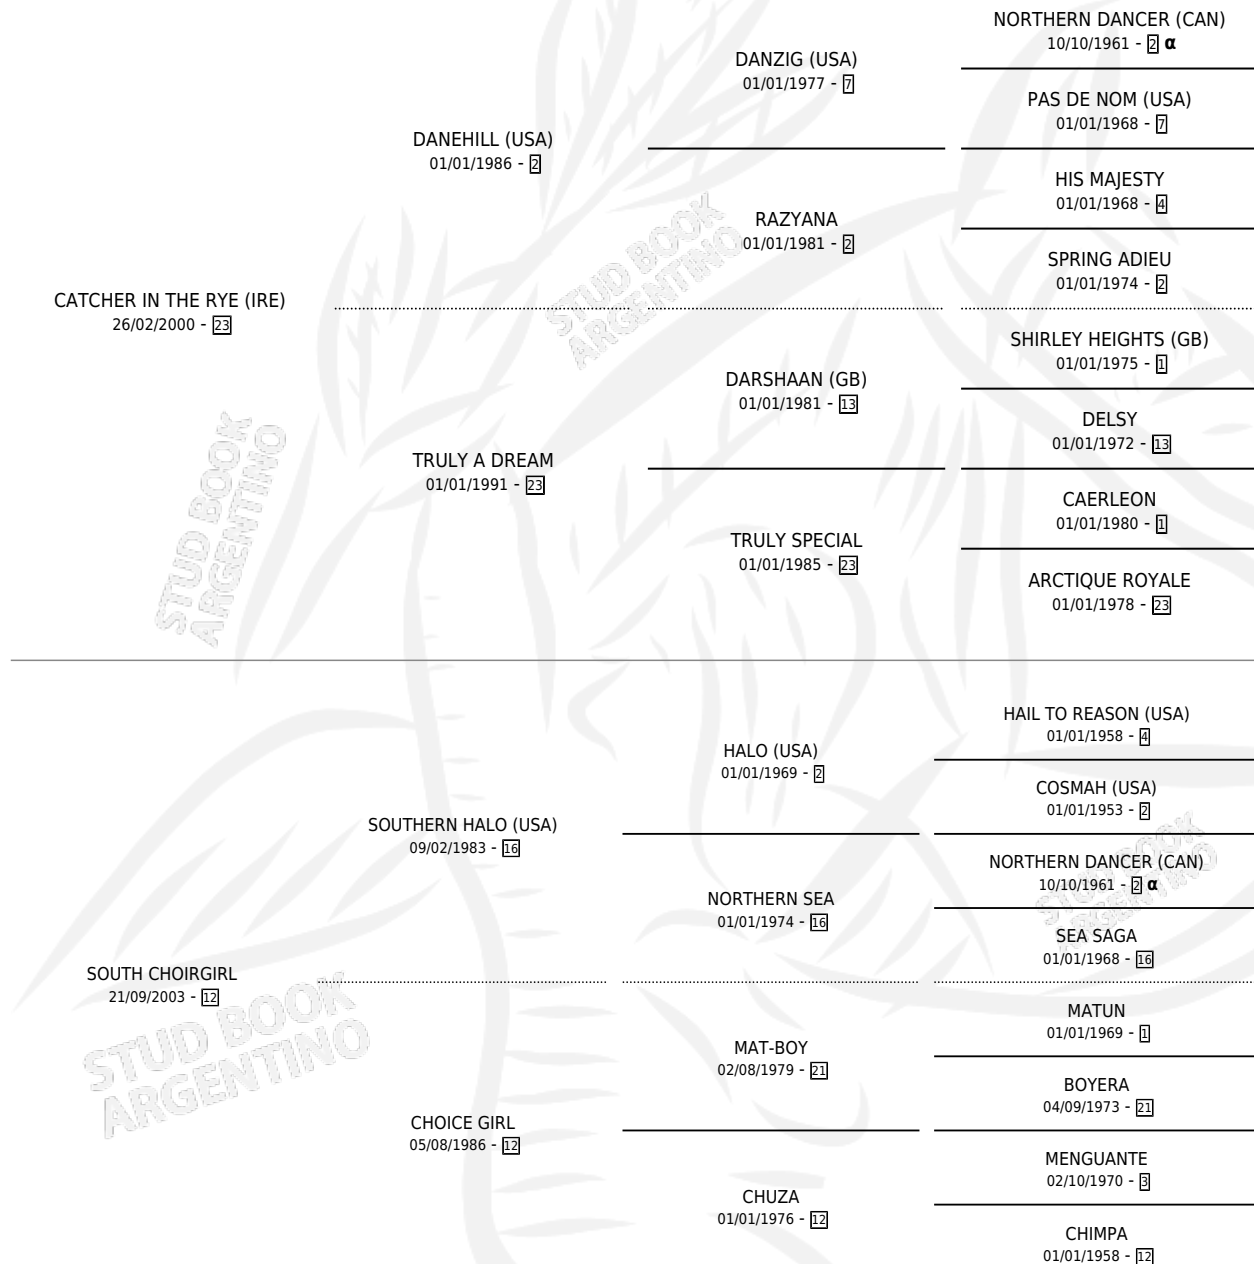 NORTHERN DANCER (CAN)
10/10/1961 - 2 α
DANZIG (USA)
01/01/1977 - 7
PAS DE NOM (USA)
01/01/1968 - 7
DANEHILL (USA)
01/01/1986 - 2
HIS MAJESTY
01/01/1968 - 4
RAZYANA
01/01/1981 - 2
SPRING ADIEU
01/01/1974 - 2
STUD BOOK
ARGENTINO
CATCHER IN THE RYE (IRE)
26/02/2000 - 23
SHIRLEY HEIGHTS (GB)
01/01/1975 - 1
DARSHAAN (GB)
01/01/1981 - 13
DELSY
01/01/1972 - 13
TRULY A DREAM
01/01/1991 - 23
CAERLEON
01/01/1980 - 1
TRULY SPECIAL
01/01/1985 - 23
ARCTIQUE ROYALE
01/01/1978 - 23
STUD BOOK
ARGENTINO
HAIL TO REASON (USA)
01/01/1958 - 4
HALO (USA)
01/01/1969 - 2
COSMAH (USA)
01/01/1953 - 2
SOUTHERN HALO (USA)
09/02/1983 - 16
NORTHERN DANCER (CAN)
10/10/1961 - 2 α
STUD BOOK
ARGENTINO
NORTHERN SEA
01/01/1974 - 16
SEA SAGA
01/01/1968 - 16
SOUTH CHOIRGIRL
21/09/2003 - 12
STUD BOOK
ARGENTINO
MATUN
01/01/1969 - 1
MAT-BOY
02/08/1979 - 21
BOYERA
04/09/1973 - 21
CHOICE GIRL
05/08/1986 - 12
MENGUANTE
02/10/1970 - 3
CHUZA
01/01/1976 - 12
CHIMPA
01/01/1958 - 12